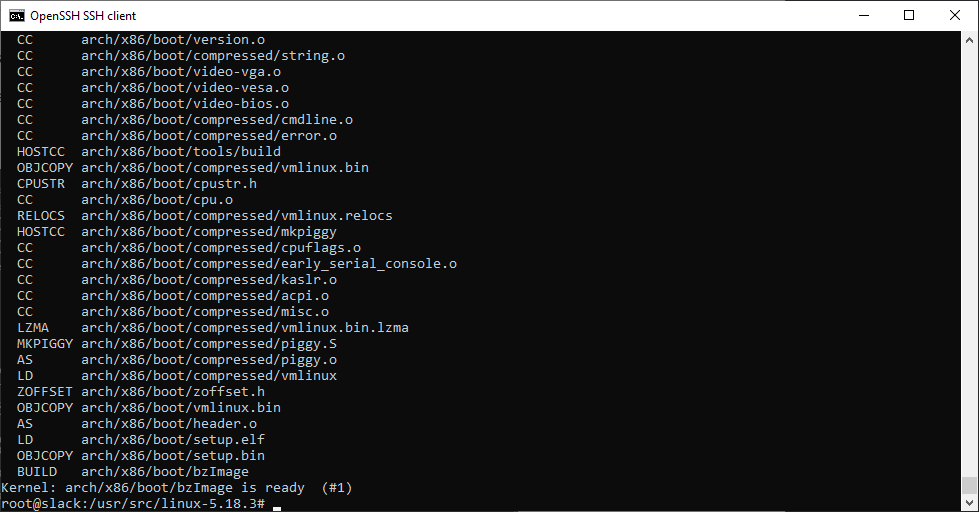 OpenSSH SSH client
CC      arch/x86/boot/version.o
CC      arch/x86/boot/compressed/string.o
CC      arch/x86/boot/video-vga.o
CC      arch/x86/boot/video-vesa.o
CC      arch/x86/boot/video-bios.o
CC      arch/x86/boot/compressed/cmdline.o
CC      arch/x86/boot/compressed/error.o
HOSTCC  arch/x86/boot/tools/build
OBJCOPY arch/x86/boot/compressed/vmlinux.bin
CPUSTR  arch/x86/boot/cpustr.h
CC      arch/x86/boot/cpu.o
RELOCS  arch/x86/boot/compressed/vmlinux.relocs
HOSTCC  arch/x86/boot/compressed/mkpiggy
CC      arch/x86/boot/compressed/cpuflags.o
CC      arch/x86/boot/compressed/early_serial_console.o
CC      arch/x86/boot/compressed/kaslr.o
CC      arch/x86/boot/compressed/acpi.o
CC      arch/x86/boot/compressed/misc.o
LZMA    arch/x86/boot/compressed/vmlinux.bin.lzma
MKPIGGY arch/x86/boot/compressed/piggy.S
AS      arch/x86/boot/compressed/piggy.o
LD      arch/x86/boot/compressed/vmlinux
ZOFFSET arch/x86/boot/zoffset.h
OBJCOPY arch/x86/boot/vmlinux.bin
AS      arch/x86/boot/header.o
LD      arch/x86/boot/setup.elf
OBJCOPY arch/x86/boot/setup.bin
BUILD   arch/x86/boot/bzImage
Kernel: arch/x86/boot/bzImage is ready  (#1)
root@slack:/usr/src/linux-5.18.3#